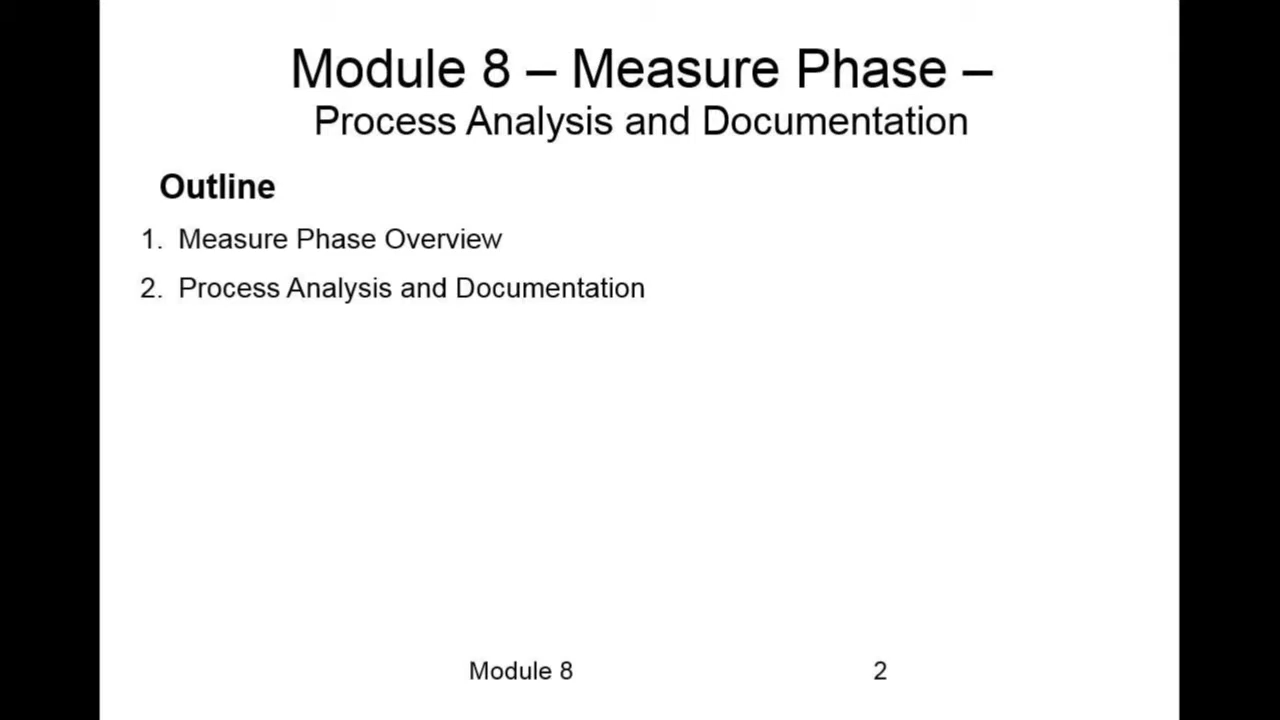 Module 8 – Measure Phase –
Process Analysis and Documentation
Outline
1. Measure Phase Overview
2. Process Analysis and Documentation
Module 8
2